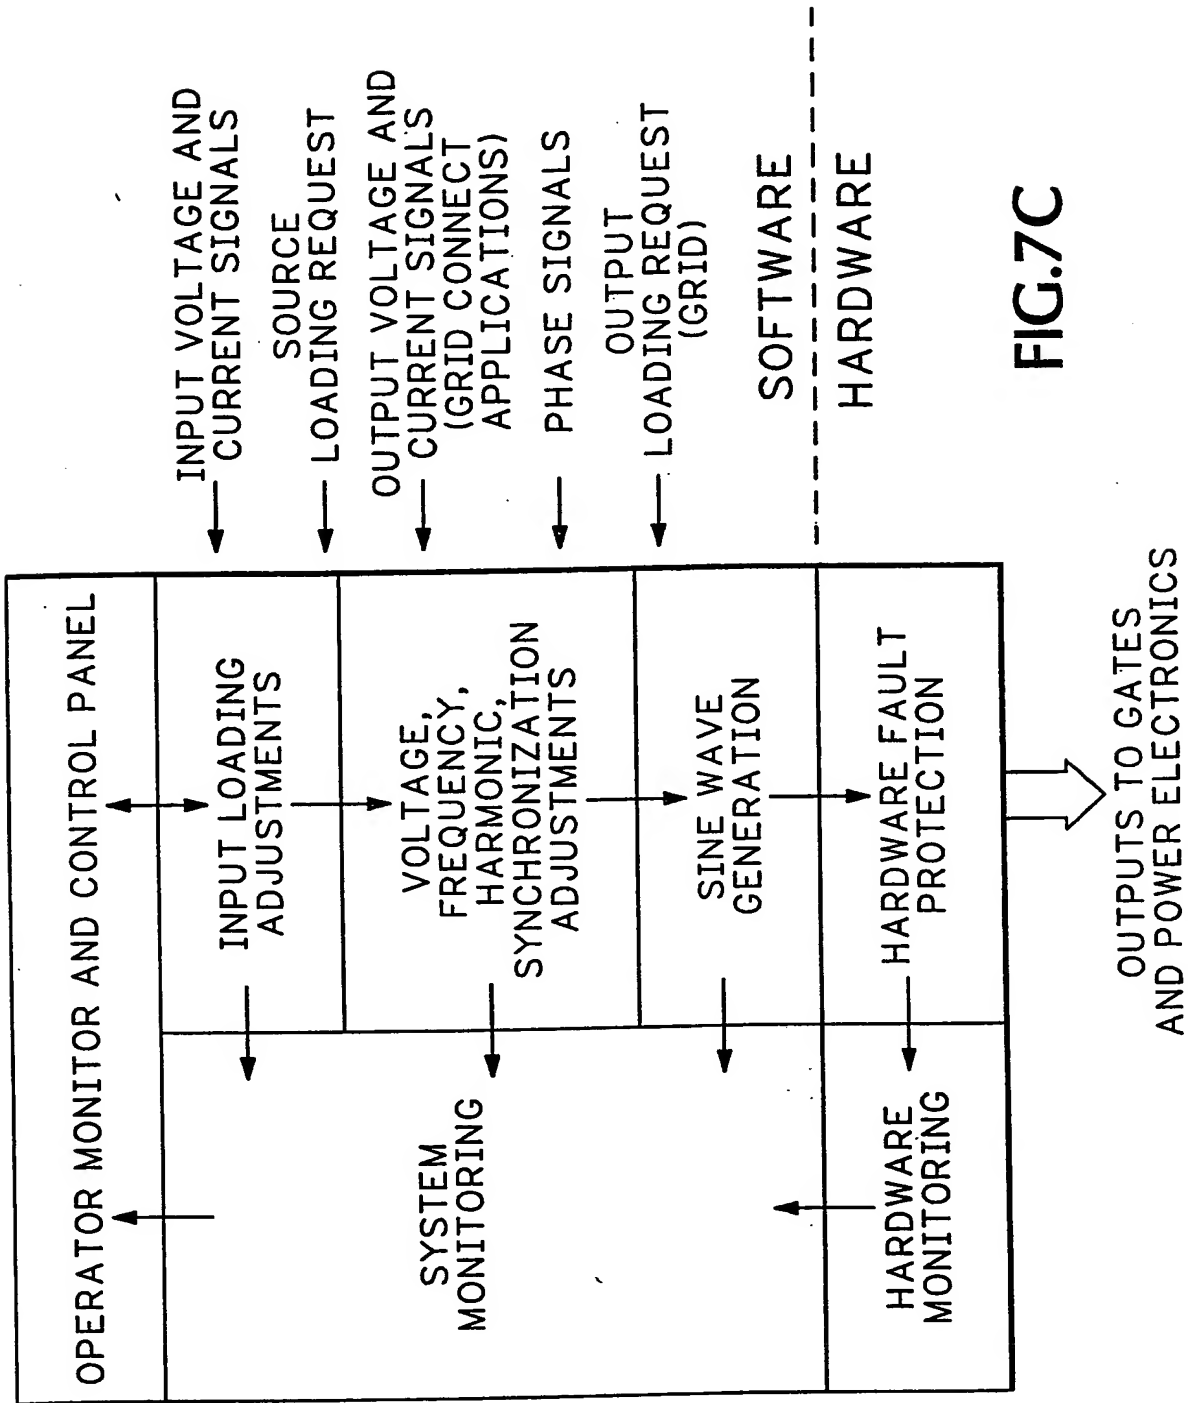 OPERATOR MONITOR AND CONTROL PANEL
SYSTEM
MONITORING
HARDWARE
MONITORING
INPUT LOADING
ADJUSTMENTS
VOLTAGE,
FREQUENCY,
HARMONIC,
SYNCHRONIZATION
ADJUSTMENTS
SINE WAVE
GENERATION
HARDWARE FAULT
PROTECTION
INPUT VOLTAGE AND
CURRENT SIGNALS
SOURCE
LOADING REQUEST
OUTPUT VOLTAGE AND
CURRENT SIGNALS
(GRID CONNECT
APPLICATIONS)
PHASE SIGNALS
OUTPUT
LOADING REQUEST
(GRID)
SOFTWARE
HARDWARE
OUTPUTS TO GATES
AND POWER ELECTRONICS
FIG.7C